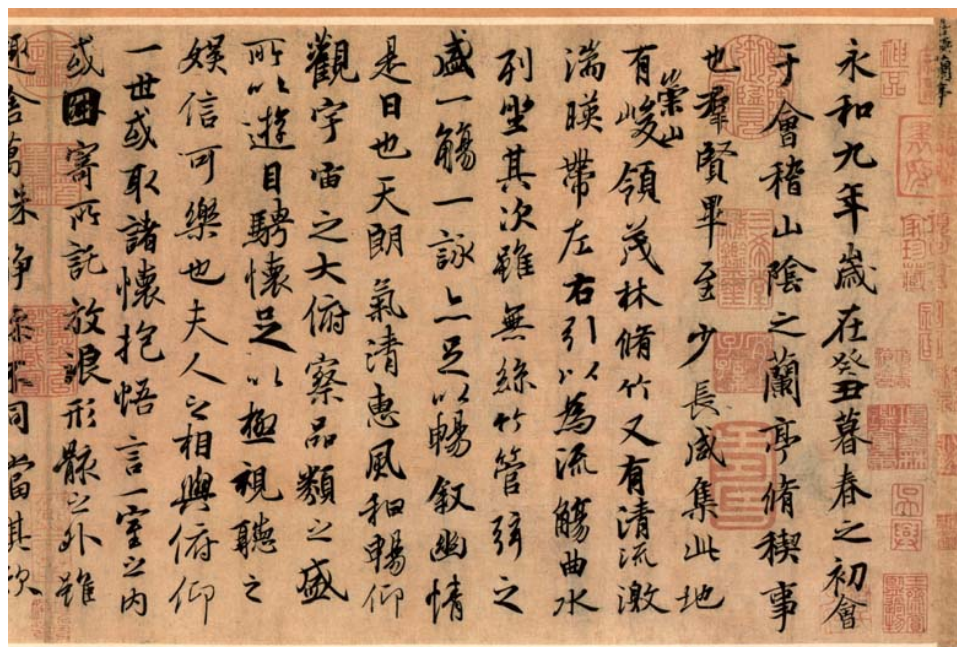 永和九年歲在癸丑暮春之初會
于會稽山陰之蘭亭脩稧事
也羣賢畢至少長咸集此地
有崇山峻領茂林脩竹又有清流激
湍暎帶左右引以為流觴曲水
列坐其次雖無絲竹管弦之
盛一觴一詠亦足以暢叙幽情
是日也天朗氣清惠風和暢仰
觀宇宙之大俯察品類之盛
所以遊目騁懷足以極視聽之
娛信可樂也夫人之相與俯仰
一世或取諸懷抱悟言一室之內
或因寄所託放浪形骸之外雖
趣舍萬殊静躁不同當其欣